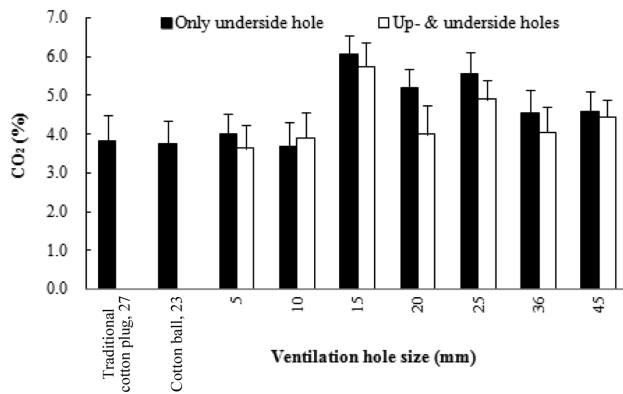 7.0
6.0
5.0
4.0
3.0
2.0
1.0
0.0
CO₂ (%)
Only underside hole
Up- & underside holes
Traditional
cotton plug, 27
Cotton ball, 23
5
10
15
20
25
36
45
Ventilation hole size (mm)